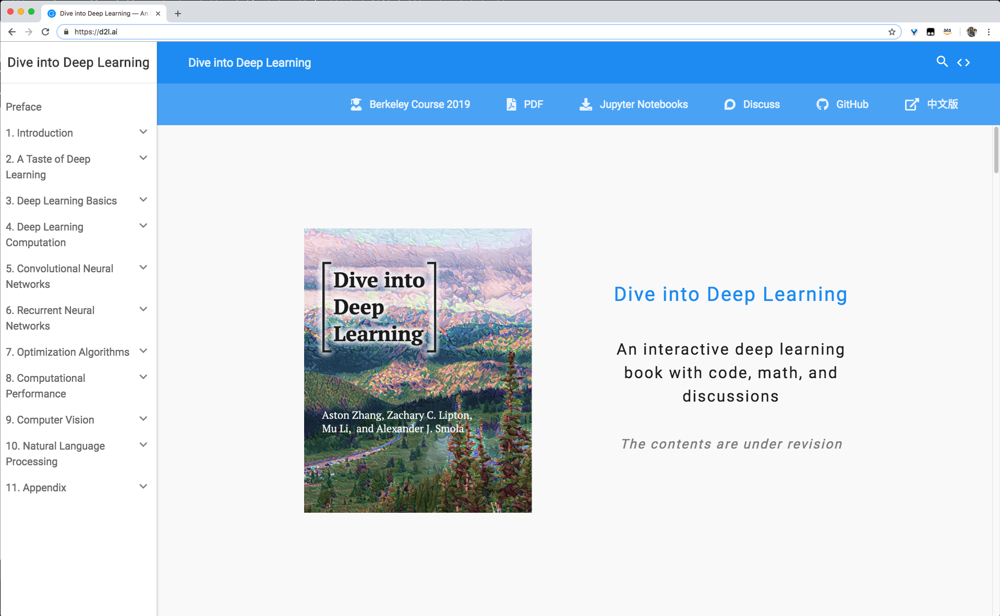 Dive into Deep Learning — An
https://d2l.ai
Dive into Deep Learning
Preface
1. Introduction
2. A Taste of Deep
Learning
3. Deep Learning Basics
4. Deep Learning
Computation
5. Convolutional Neural
Networks
6. Recurrent Neural
Networks
7. Optimization Algorithms
8. Computational
Performance
9. Computer Vision
10. Natural Language
Processing
11. Appendix
Dive into Deep Learning
Berkeley Course 2019 PDF Jupyter Notebooks Discuss GitHub 中文版
Dive into
Deep
Learning
Aston Zhang, Zachary C. Lipton,
Mu Li, and Alexander J. Smola
Dive into Deep Learning
An interactive deep learning
book with code, math, and
discussions
The contents are under revision